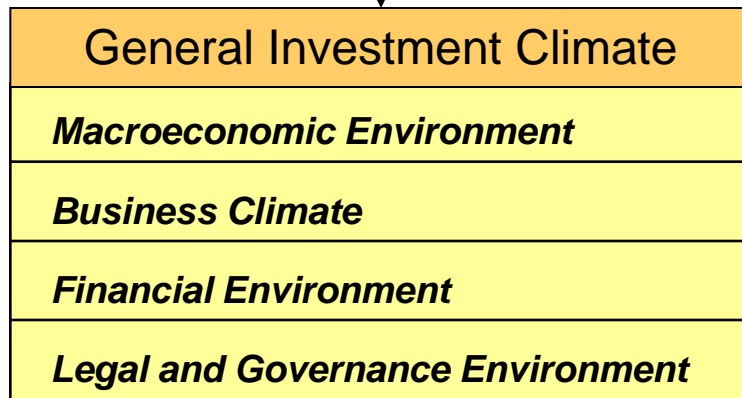 General Investment Climate
Macroeconomic Environment
Business Climate
Financial Environment
Legal and Governance Environment